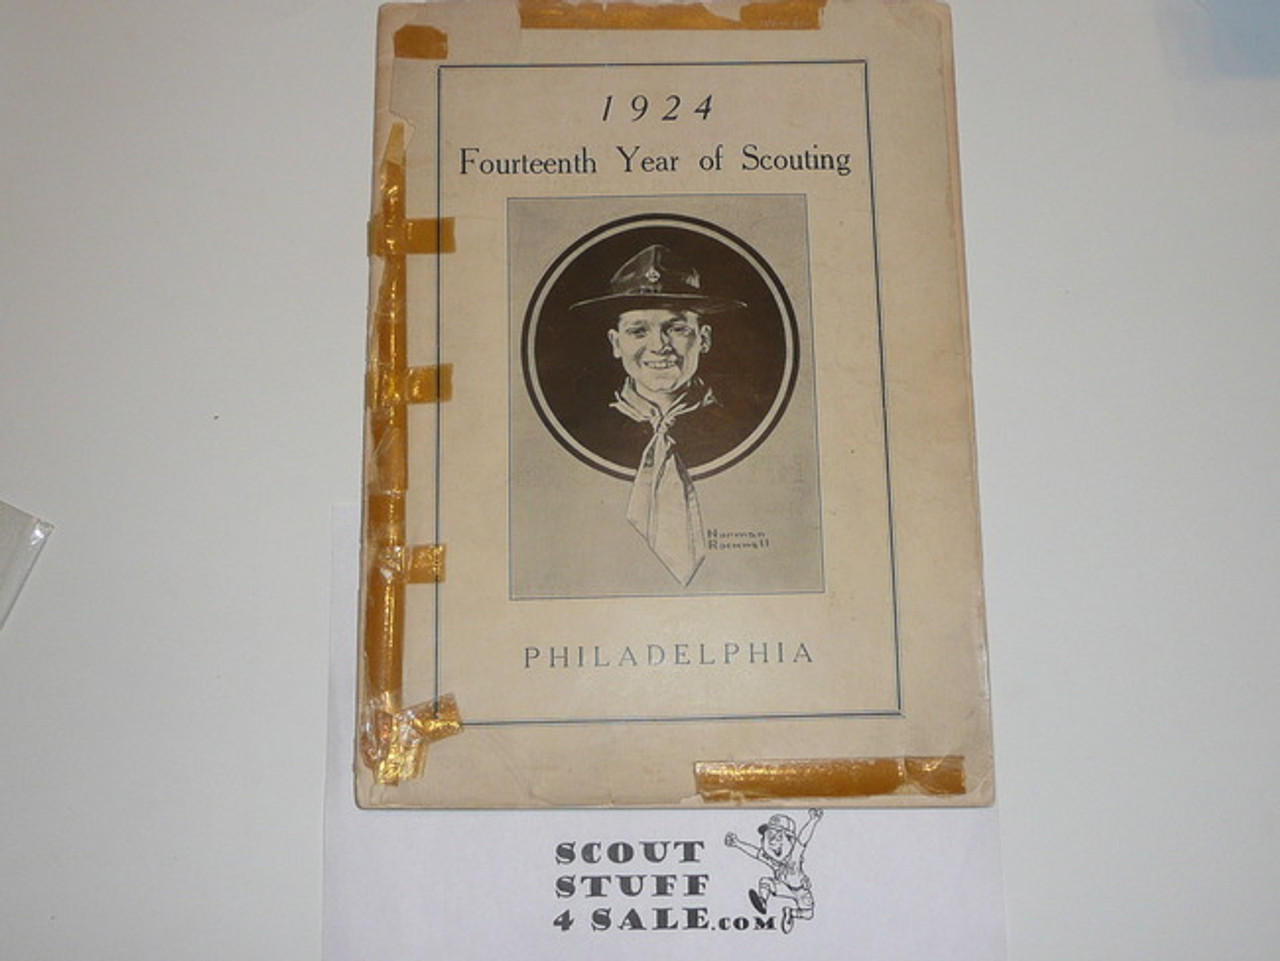 1924
Fourteenth Year of Scouting
Norman
Rockwell
PHILADELPHIA
SCOUT
STUFF
4 SALE.COM